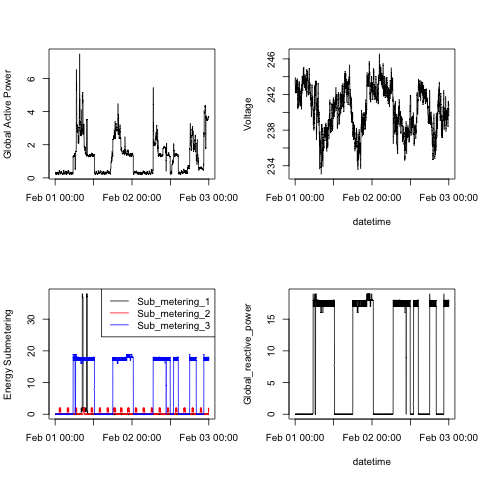 Global Active Power
0
2
4
6
Feb 01 00:00
Feb 02 00:00
Feb 03 00:00
Voltage
234
238
242
246
Feb 01 00:00
Feb 02 00:00
Feb 03 00:00
datetime
Energy Submetering
0
10
20
30
Sub_metering_1
Sub_metering_2
Sub_metering_3
Feb 01 00:00
Feb 02 00:00
Feb 03 00:00
Global_reactive_power
0
5
10
15
Feb 01 00:00
Feb 02 00:00
Feb 03 00:00
datetime